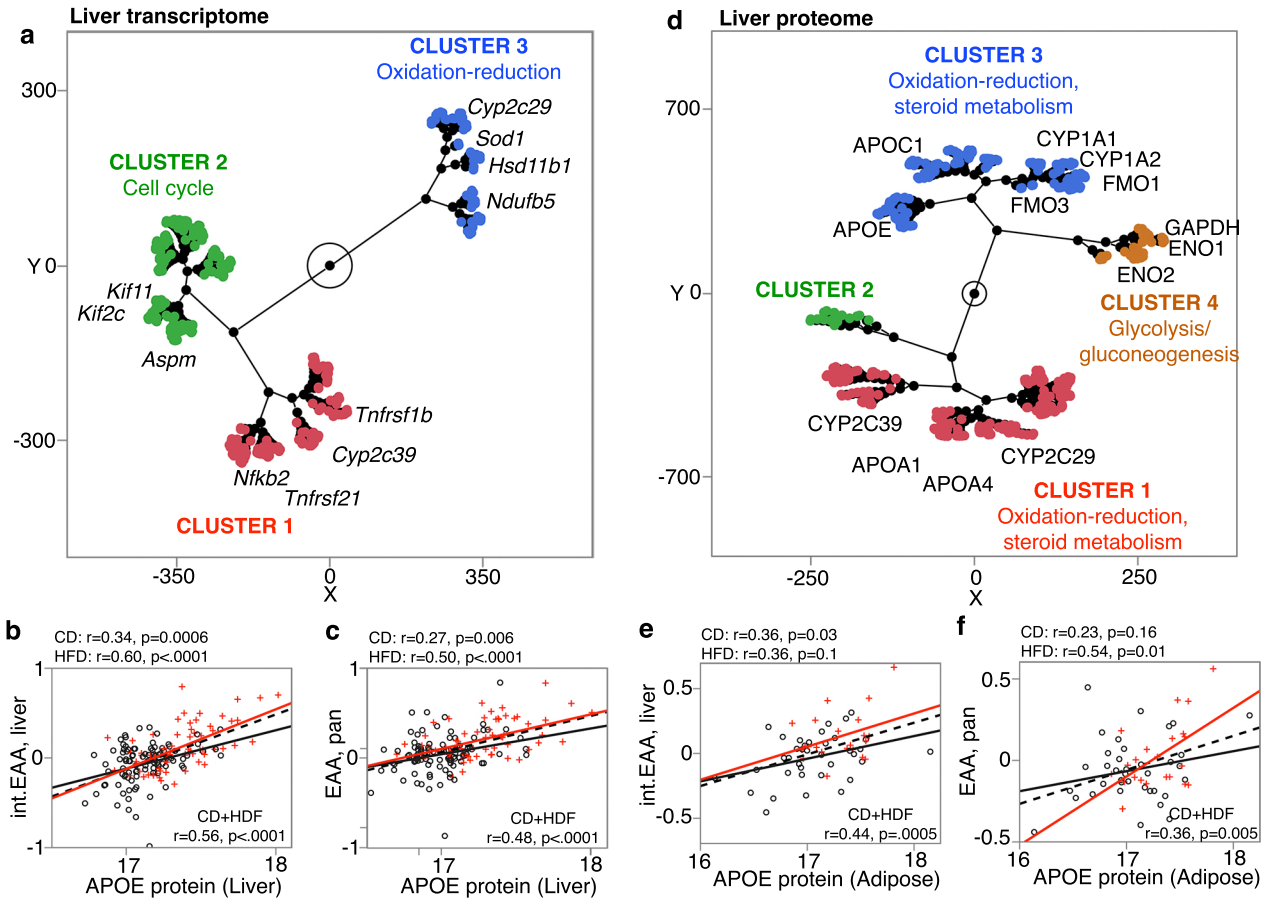 a
Liver transcriptome
CLUSTER 3
Oxidation-reduction
300
Cyp2c29
Sod1
Hsd11b1
Ndufb5
CLUSTER 2
Cell cycle
Y 0
Kif11
Kif2c
Aspm
Tnfrsf1b
-300
Cyp2c39
Nfkb2
Tnfrsf21
CLUSTER 1
-350
0
350
X
d
Liver proteome
CLUSTER 3
Oxidation-reduction,
steroid metabolism
700
APOC1
CYP1A1
CYP1A2
FMO1
FMO3
APOE
GAPDH
ENO1
ENO2
Y 0
CLUSTER 2
CLUSTER 4
Glycolysis/
gluconeogenesis
CYP2C39
CYP2C29
APOA1
APOA4
-700
CLUSTER 1
Oxidation-reduction,
steroid metabolism
-250
0
250
X
b
CD: r=0.34, p=0.0006
HFD: r=0.60, p<.0001
1
int.EAA, liver
0
CD+HDF
r=0.56, p<.0001
-1
17
18
APOE protein (Liver)
c
CD: r=0.27, p=0.006
HFD: r=0.50, p<.0001
1
EAA, pan
0
CD+HDF
r=0.48, p<.0001
-1
17
18
APOE protein (Liver)
e
CD: r=0.36, p=0.03
HFD: r=0.36, p=0.1
0.5
int.EAA, liver
0
-0.5
CD+HDF
r=0.44, p=.0005
16
17
18
APOE protein (Adipose)
f
CD: r=0.23, p=0.16
HFD: r=0.54, p=0.01
0.5
EAA, pan
0
-0.5
CD+HDF
r=0.36, p=0.005
16
17
18
APOE protein (Adipose)